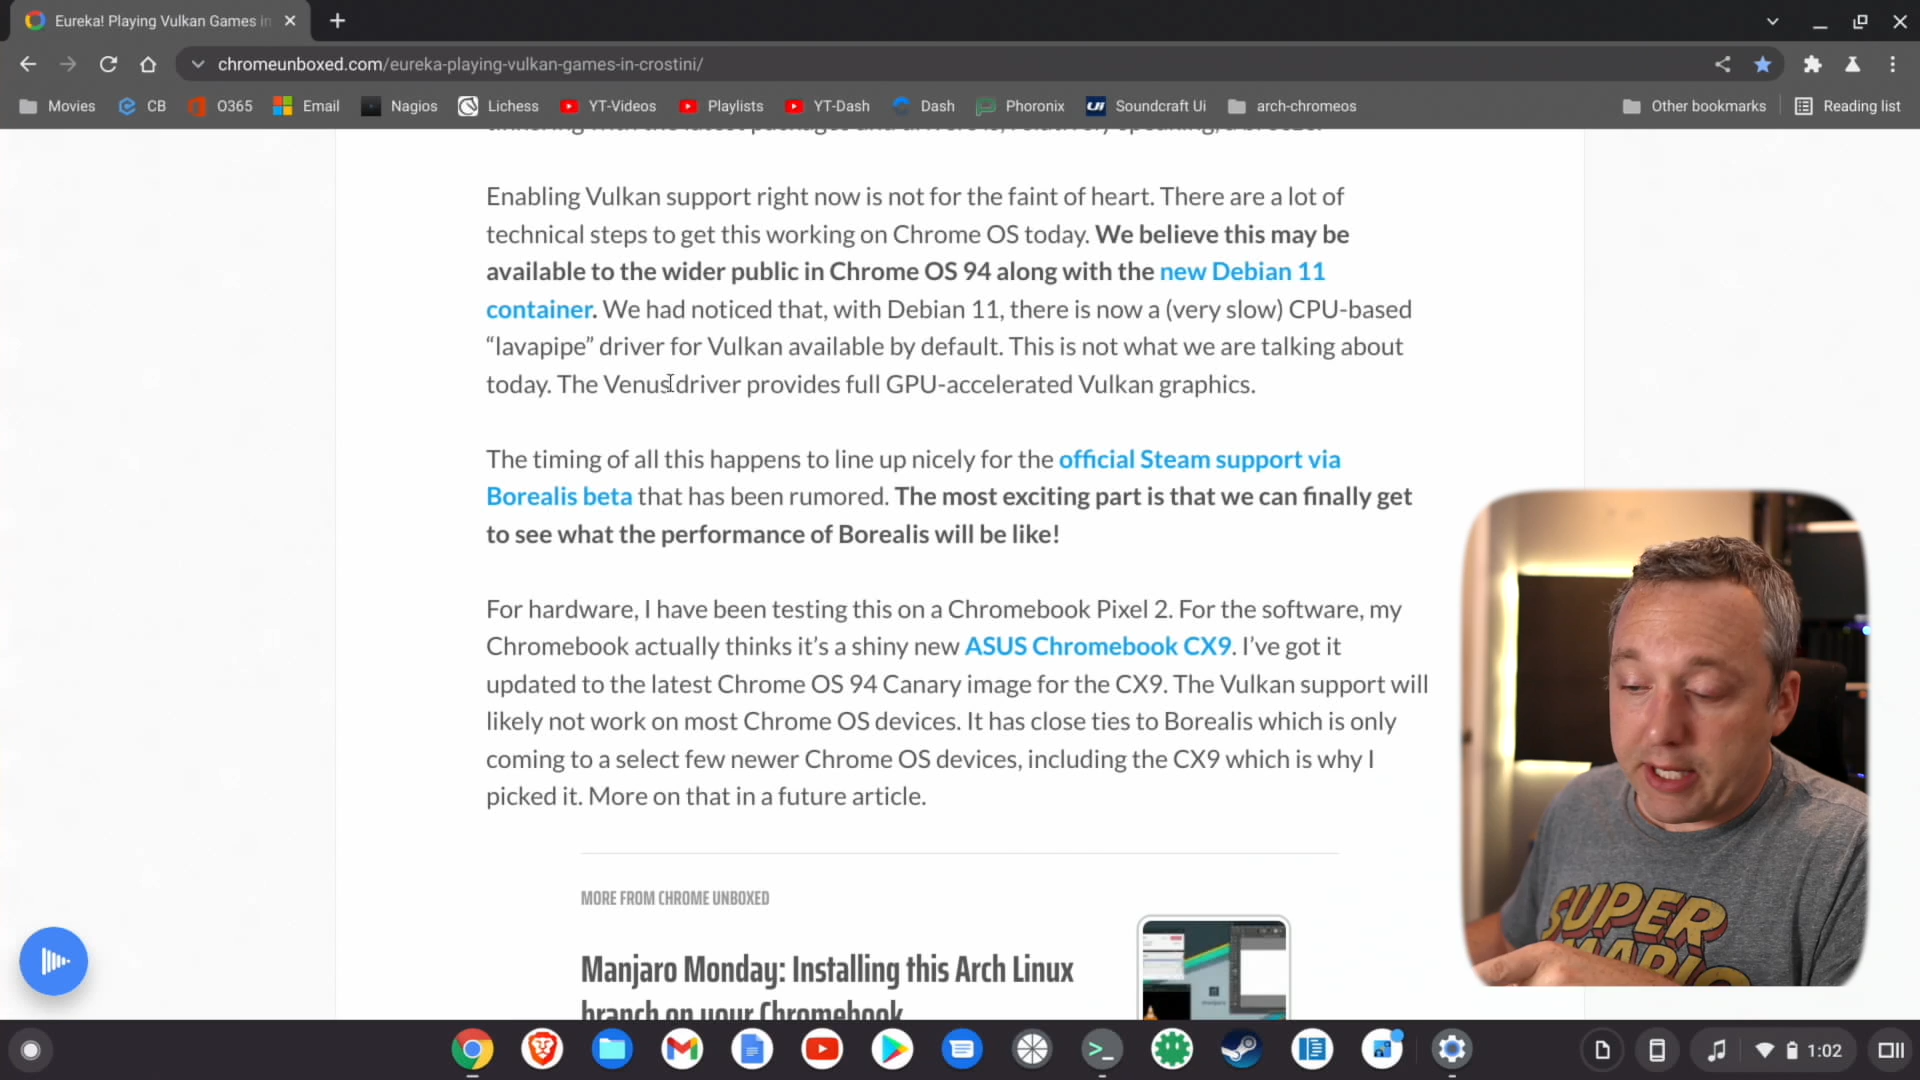 Eureka! Playing Vulkan Games in
chromeunboxed.com/eureka-playing-vulkan-games-in-crostini/
Movies CB O365 Email Nagios Lichess YT-Videos Playlists YT-Dash Dash Phoronix Soundcraft Ui arch-chromeos Other bookmarks Reading list
Enabling Vulkan support right now is not for the faint of heart. There are a lot of
technical steps to get this working on Chrome OS today. We believe this may be
available to the wider public in Chrome OS 94 along with the new Debian 11
container. We had noticed that, with Debian 11, there is now a (very slow) CPU-based
“lavapipe” driver for Vulkan available by default. This is not what we are talking about
today. The Venus driver provides full GPU-accelerated Vulkan graphics.
The timing of all this happens to line up nicely for the official Steam support via
Borealis beta that has been rumored. The most exciting part is that we can finally get
to see what the performance of Borealis will be like!
For hardware, I have been testing this on a Chromebook Pixel 2. For the software, my
Chromebook actually thinks it’s a shiny new ASUS Chromebook CX9. I’ve got it
updated to the latest Chrome OS 94 Canary image for the CX9. The Vulkan support will
likely not work on most Chrome OS devices. It has close ties to Borealis which is only
coming to a select few newer Chrome OS devices, including the CX9 which is why I
picked it. More on that in a future article.
MORE FROM CHROME UNBOXED
Manjaro Monday: Installing this Arch Linux
branch on your Chromebook
SUPER
MARIO
1:02